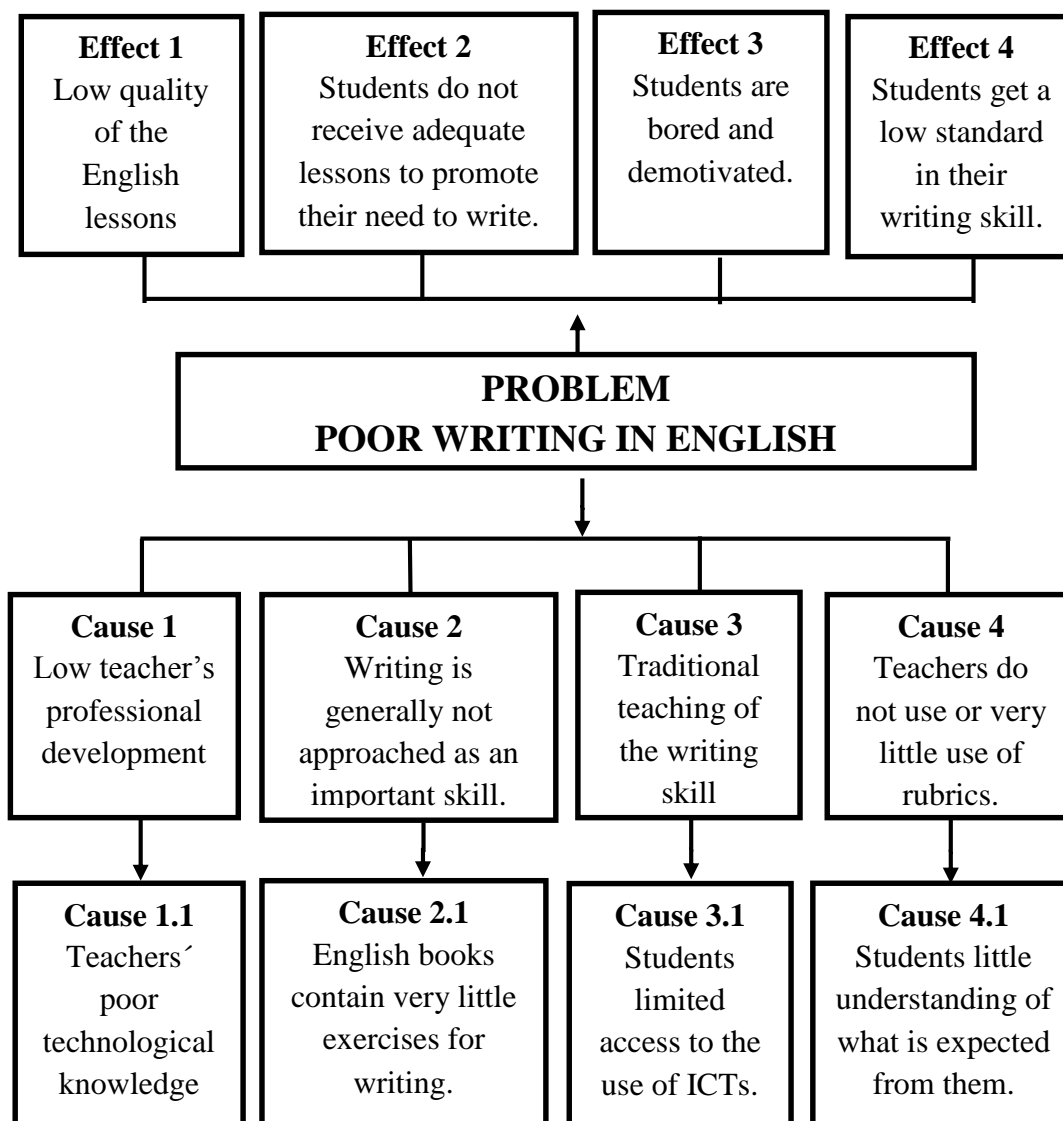 Effect 1
Low quality
of the
English
lessons
Effect 2
Students do not
receive adequate
lessons to promote
their need to write.
Effect 3
Students are
bored and
demotivated.
Effect 4
Students get a
low standard
in their
writing skill.
PROBLEM
POOR WRITING IN ENGLISH
Cause 1
Low teacher’s
professional
development
Cause 2
Writing is
generally not
approached as an
important skill.
Cause 3
Traditional
teaching of
the writing
skill
Cause 4
Teachers do
not use or very
little use of
rubrics.
Cause 1.1
Teachers´
poor
technological
knowledge
Cause 2.1
English books
contain very little
exercises for
writing.
Cause 3.1
Students
limited
access to the
use of ICTs.
Cause 4.1
Students little
understanding of
what is expected
from them.